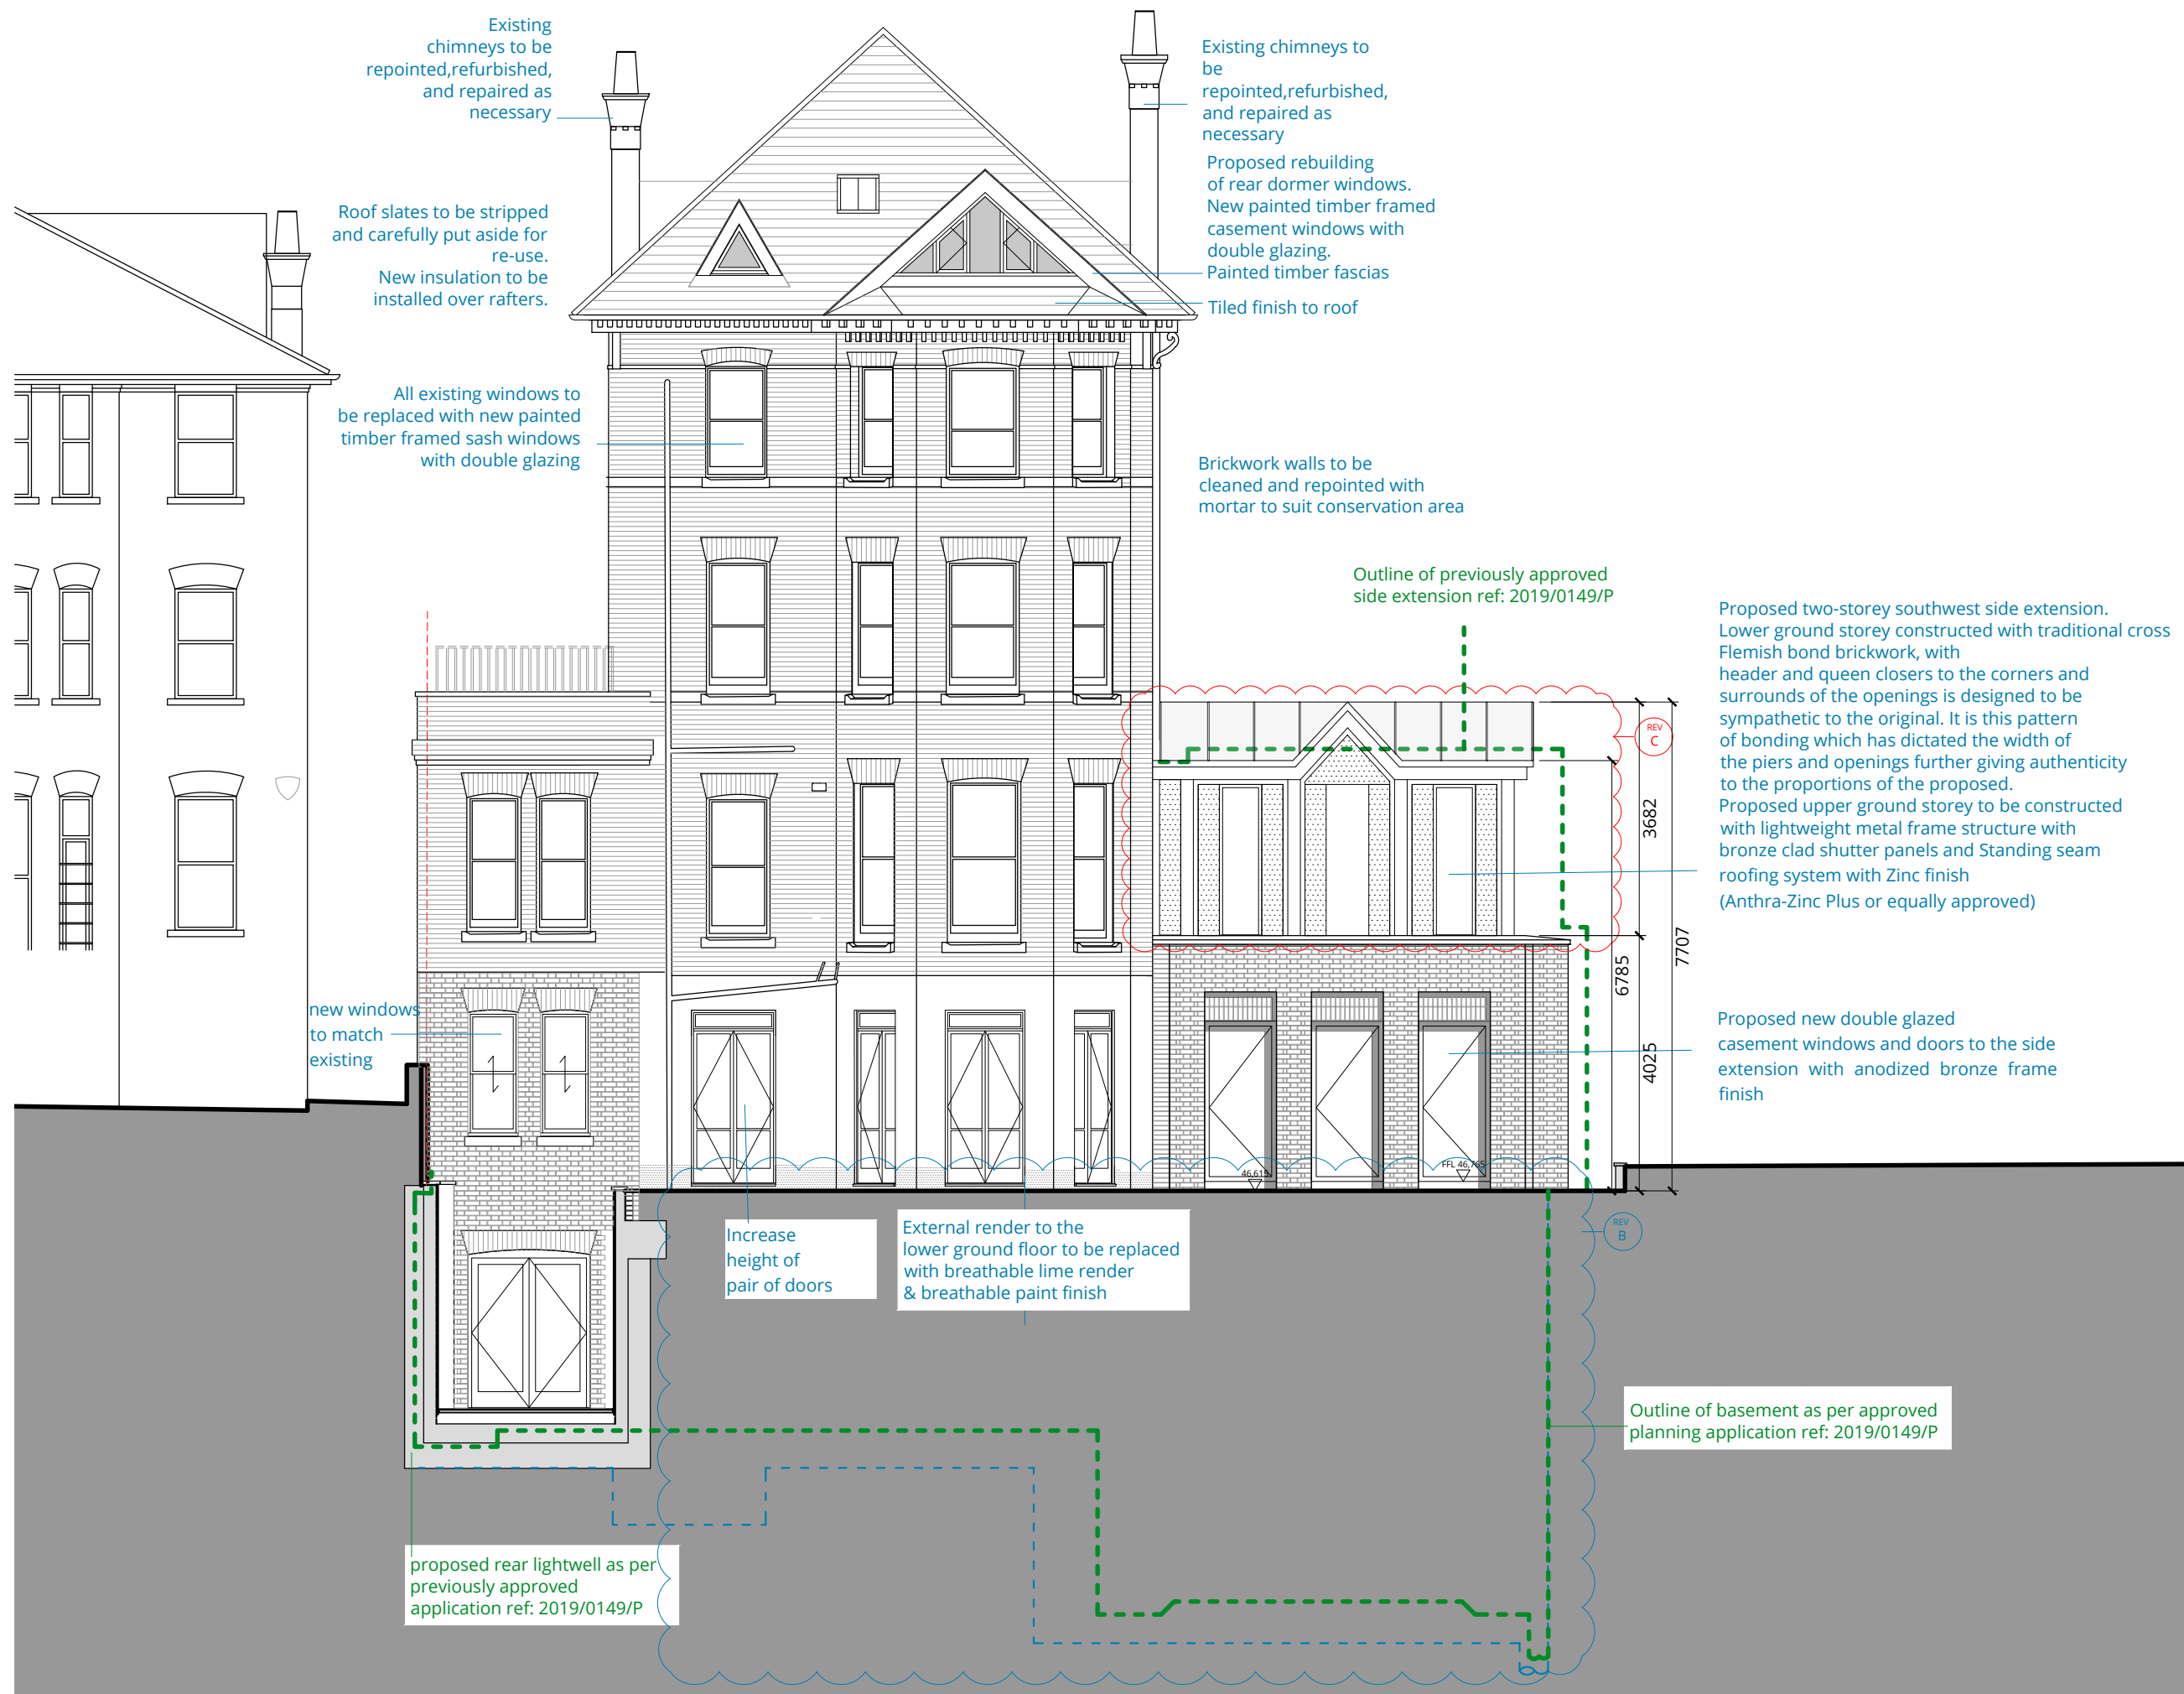 Existing
chimneys to be
repointed,refurbished,
and repaired as
necessary
Existing chimneys to
be
repointed,refurbished,
and repaired as
necessary
Proposed rebuilding
of rear dormer windows.
New painted timber framed
casement windows with
double glazing.
Painted timber fascias
Tiled finish to roof
Roof slates to be stripped
and carefully put aside for
re-use.
New insulation to be
installed over rafters.
All existing windows to
be replaced with new painted
timber framed sash windows
with double glazing
Brickwork walls to be
cleaned and repointed with
mortar to suit conservation area
Outline of previously approved
side extension ref: 2019/0149/P
Proposed two-storey southwest side extension.
Lower ground storey constructed with traditional cross
Flemish bond brickwork, with
header and queen closers to the corners and
surrounds of the openings is designed to be
sympathetic to the original. It is this pattern
of bonding which has dictated the width of
the piers and openings further giving authenticity
to the proportions of the proposed.
Proposed upper ground storey to be constructed
with lightweight metal frame structure with
bronze clad shutter panels and Standing seam
roofing system with Zinc finish
(Anthra-Zinc Plus or equally approved)
REV
C
3682
7707
6785
4025
new windows
to match
existing
Proposed new double glazed
casement windows and doors to the side
extension with anodized bronze frame
finish
46,615
FFL 46,765
REV
B
Increase
height of
pair of doors
External render to the
lower ground floor to be replaced
with breathable lime render
& breathable paint finish
Outline of basement as per approved
planning application ref: 2019/0149/P
proposed rear lightwell as per
previously approved
application ref: 2019/0149/P